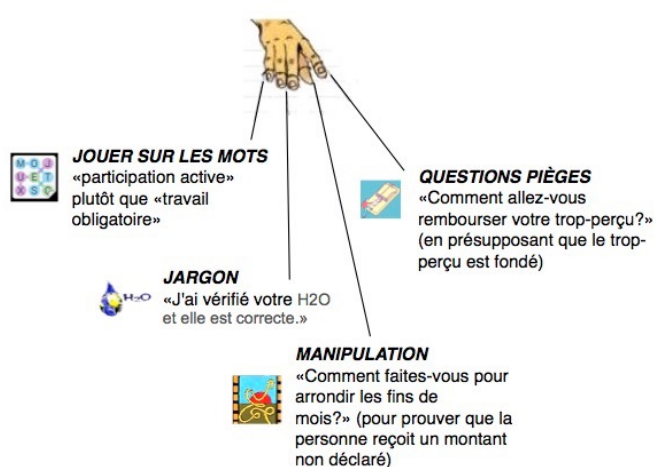 JOUER SUR LES MOTS
«participation active»
plutôt que «travail
obligatoire»
QUESTIONS PIÈGES
«Comment allez-vous
rembourser votre trop-perçu?»
(en présupposant que le trop-
perçu est fondé)
H₂O
JARGON
«J'ai vérifié votre H2O
et elle est correcte.»
MANIPULATION
«Comment faites-vous pour
arrondir les fins de
mois?» (pour prouver que la
personne reçoit un montant
non déclaré)